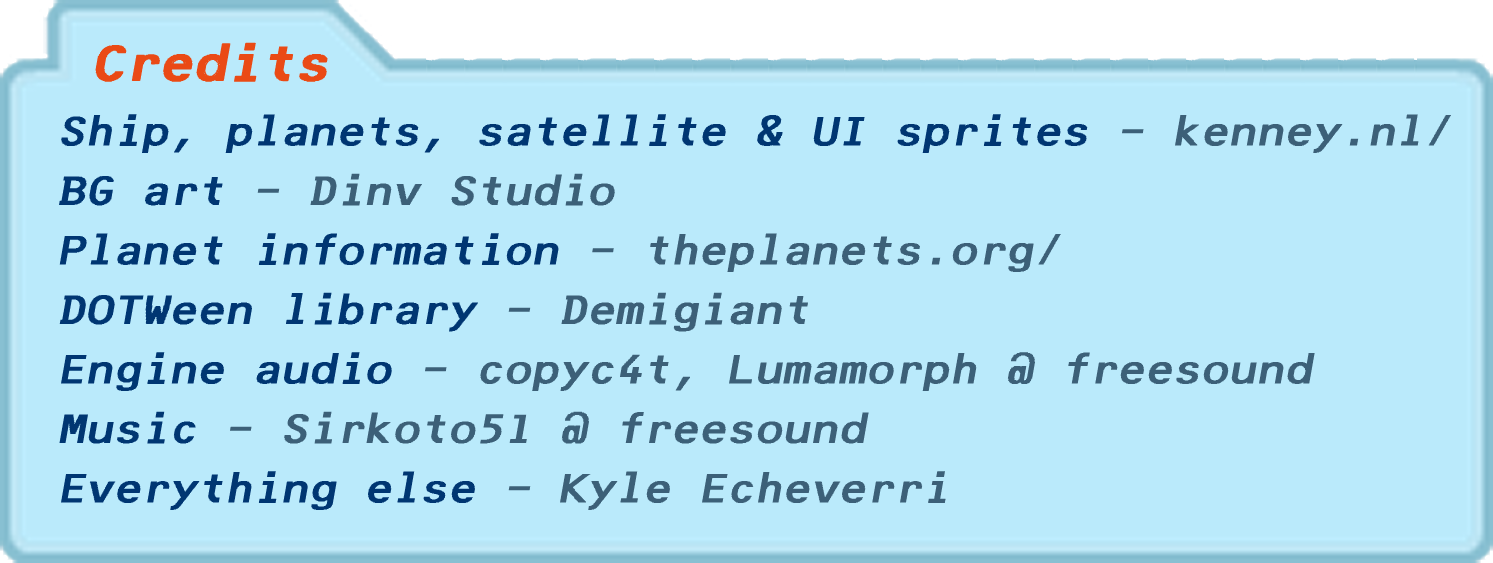 Credits
Ship, planets, satellite & UI sprites - kenney.nl/
BG art - Dinv Studio
Planet information - theplanets.org/
DOTWeen library - Demigiant
Engine audio - copyc4t, Lumamorph @ freesound
Music - Sirkoto51 @ freesound
Everything else - Kyle Echeverri